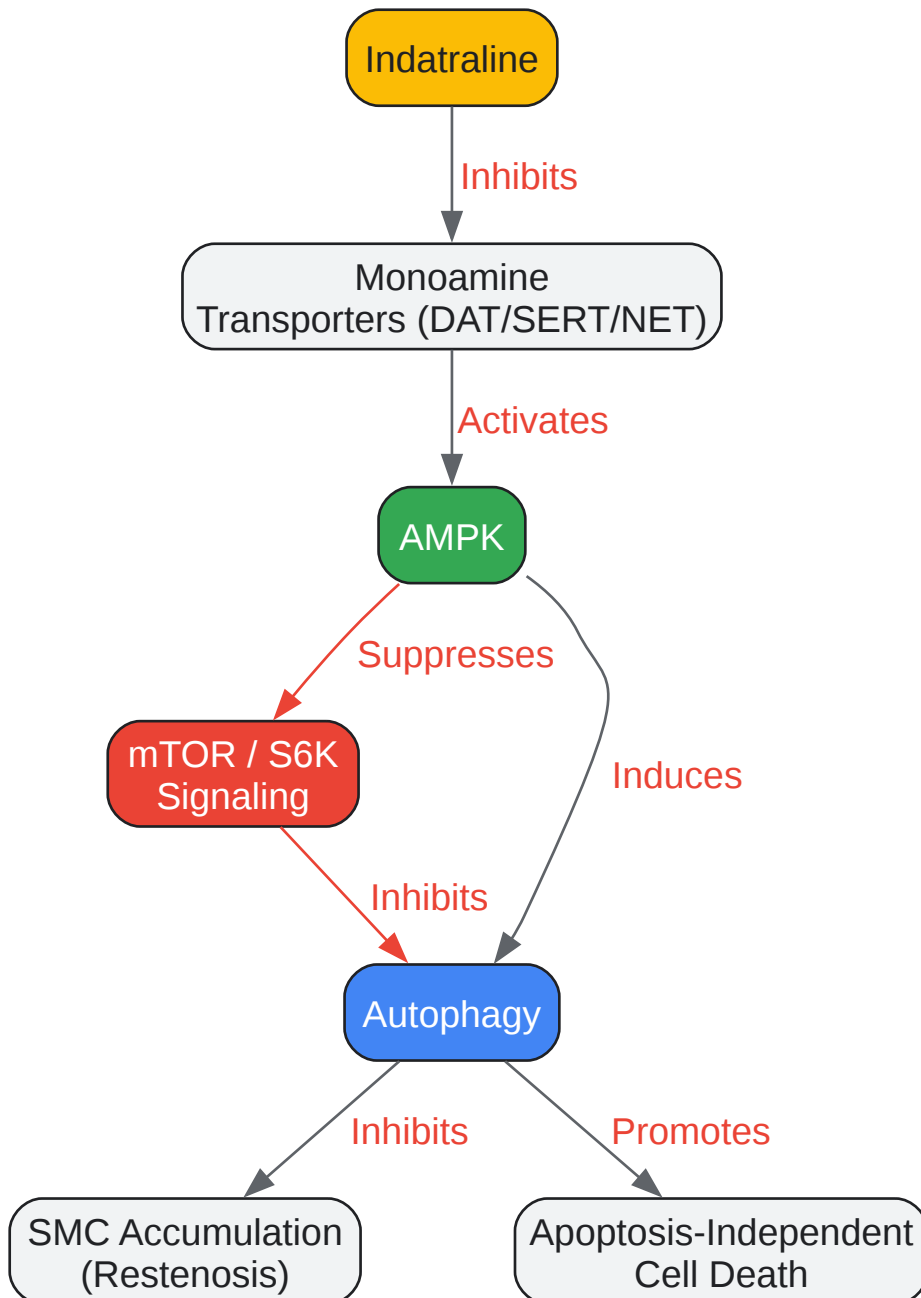 Indatraline
Inhibits
Monoamine
Transporters (DAT/SERT/NET)
Activates
AMPK
Suppresses
mTOR / S6K
Signaling
Induces
Inhibits
Autophagy
Inhibits
Promotes
SMC Accumulation
(Restenosis)
Apoptosis-Independent
Cell Death